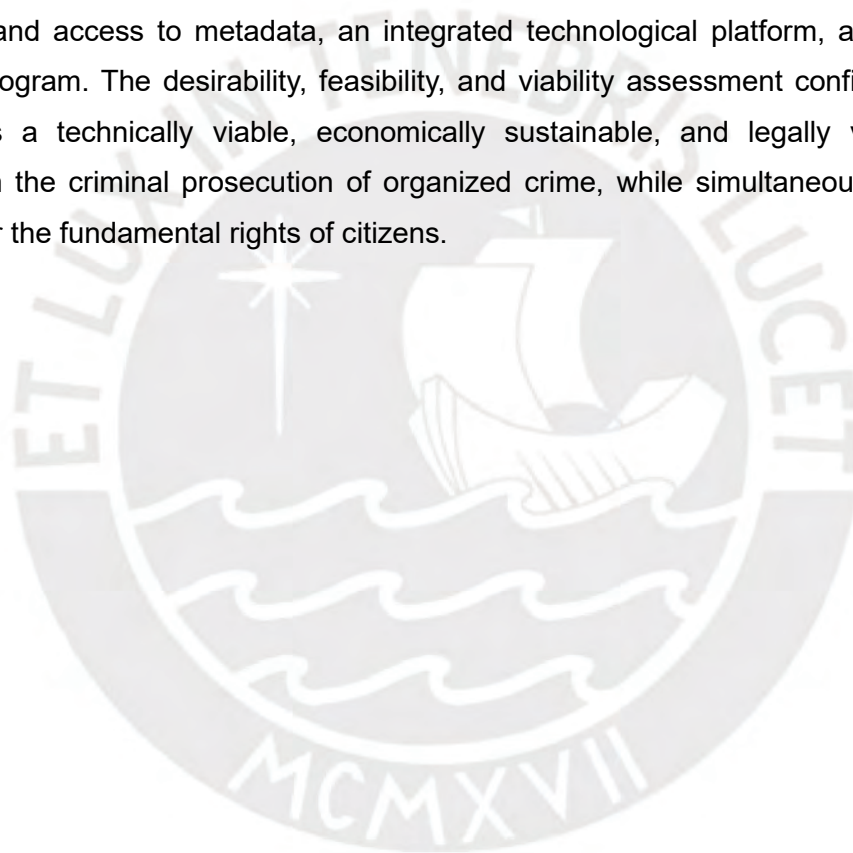 and access to metadata, an integrated technological platform, a
ogram. The desirability, feasibility, and viability assessment confi
s a technically viable, economically sustainable, and legally v
n the criminal prosecution of organized crime, while simultaneou
r the fundamental rights of citizens.
ET LUX IN TENEBRIS LUCET
MCMXVII